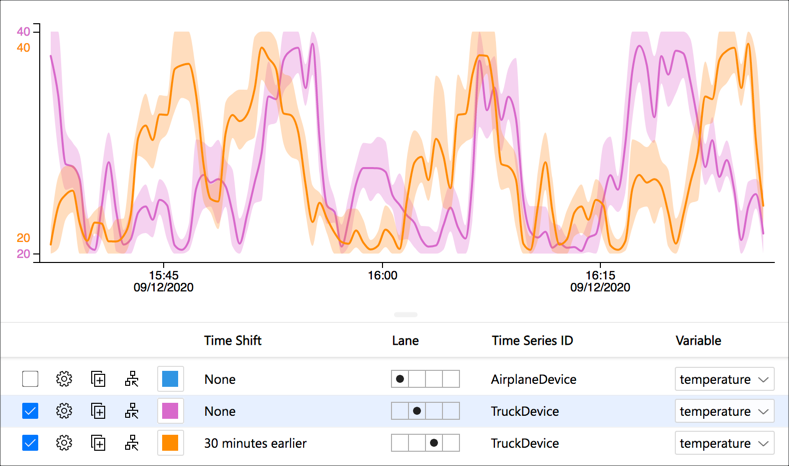 40
40
20
20
15:45 16:00 16:15
09/12/2020 09/12/2020
Time Shift Lane Time Series ID Variable
None AirplaneDevice temperature
None TruckDevice temperature
30 minutes earlier TruckDevice temperature